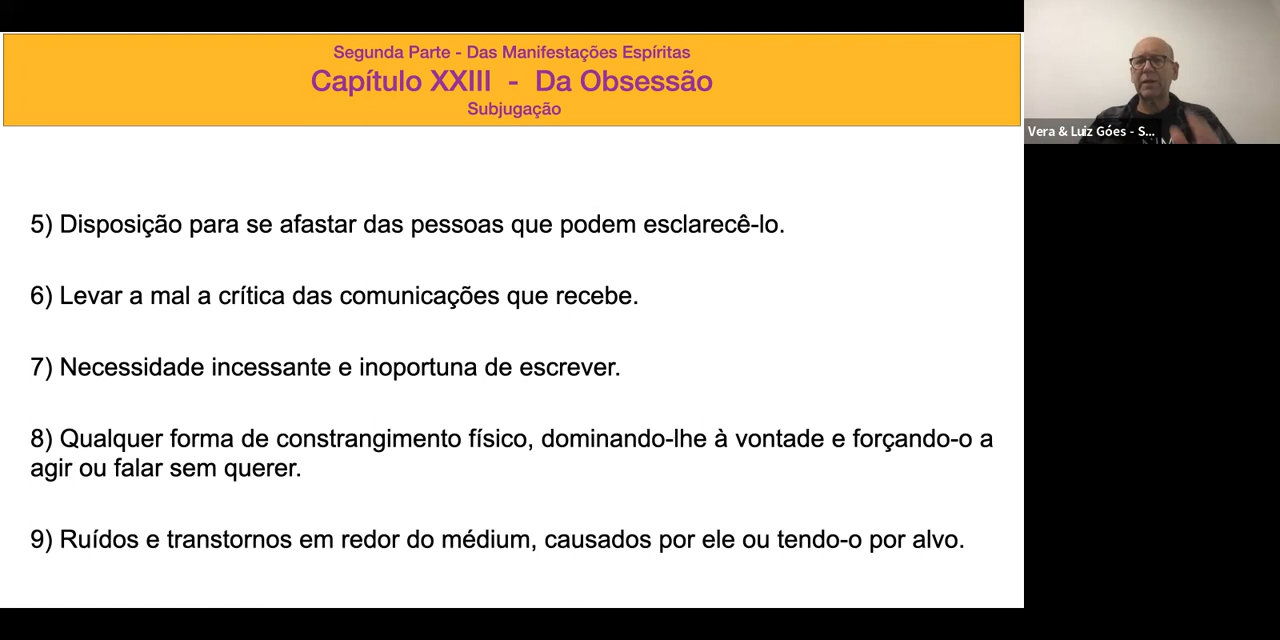 Segunda Parte - Das Manifestações Espíritas
Capítulo XXIII - Da Obsessão
Subjugação
Vera & Luiz Góes - S...
5) Disposição para se afastar das pessoas que podem esclarecê-lo.
6) Levar a mal a crítica das comunicações que recebe.
7) Necessidade incessante e inoportuna de escrever.
8) Qualquer forma de constrangimento físico, dominando-lhe à vontade e forçando-o a
agir ou falar sem querer.
9) Ruídos e transtornos em redor do médium, causados por ele ou tendo-o por alvo.